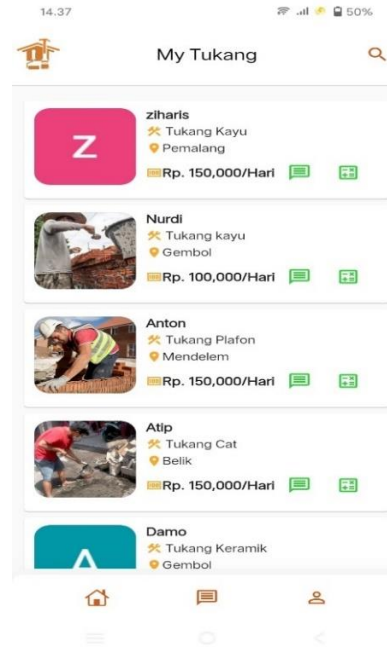 14.37
50%
My Tukang
Z
ziharis
Tukang Kayu
Pemalang
Rp. 150,000/Hari
Nurdi
Tukang kayu
Gembol
Rp. 100,000/Hari
Anton
Tukang Plafon
Mendelem
Rp. 150,000/Hari
Atip
Tukang Cat
Belik
Rp. 150,000/Hari
A
Damo
Tukang Keramik
Gembol